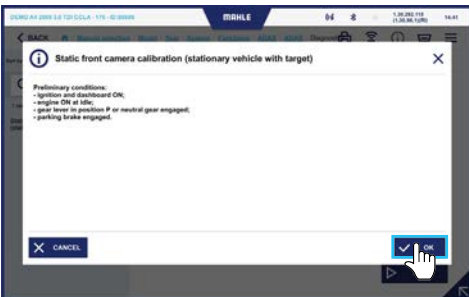 MAHLE
14.41
BACK
Static front camera calibration (stationary vehicle with target)
Preliminary conditions:
- ignition and dashboard ON;
- engine ON at idle;
- gear lever in position P or neutral gear engaged;
- parking brake engaged.
CANCEL
OK